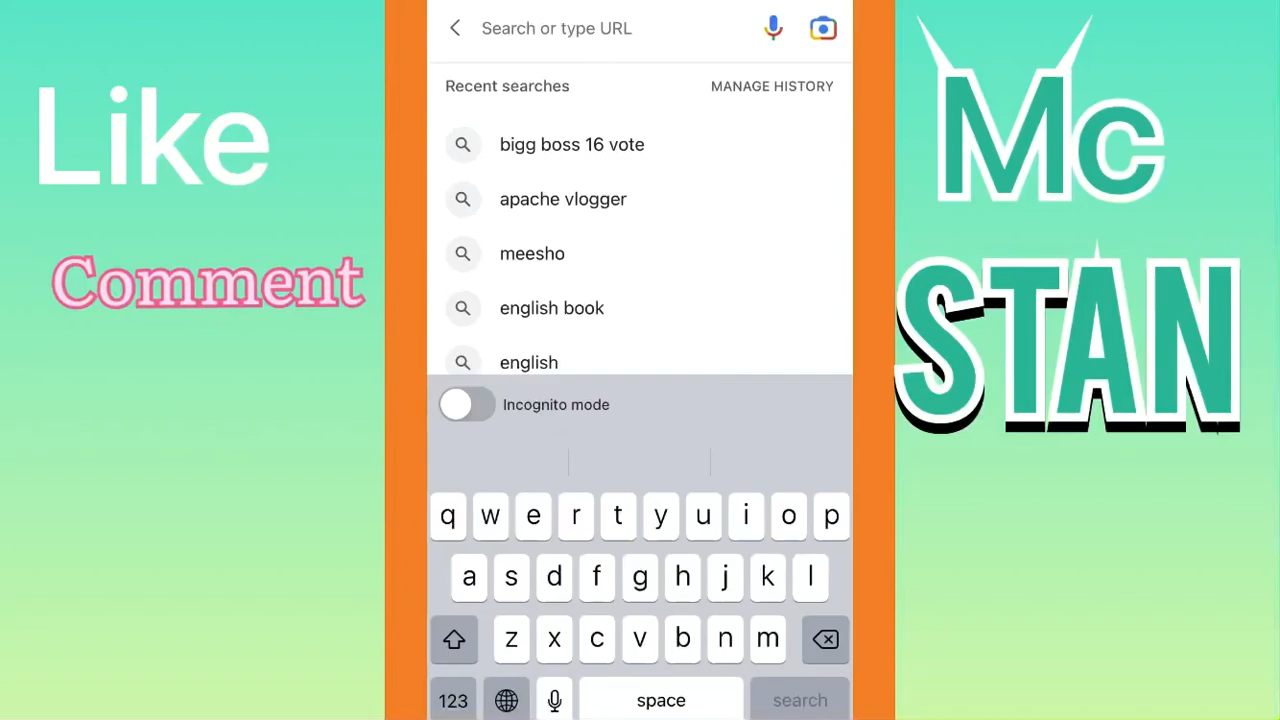 Like
Comment
Search or type URL
Recent searches
MANAGE HISTORY
bigg boss 16 vote
apache vlogger
meesho
english book
english
Incognito mode
q w e r t y u i o p
a s d f g h j k l
z x c v b n m
123
space
search
Mc
STAN